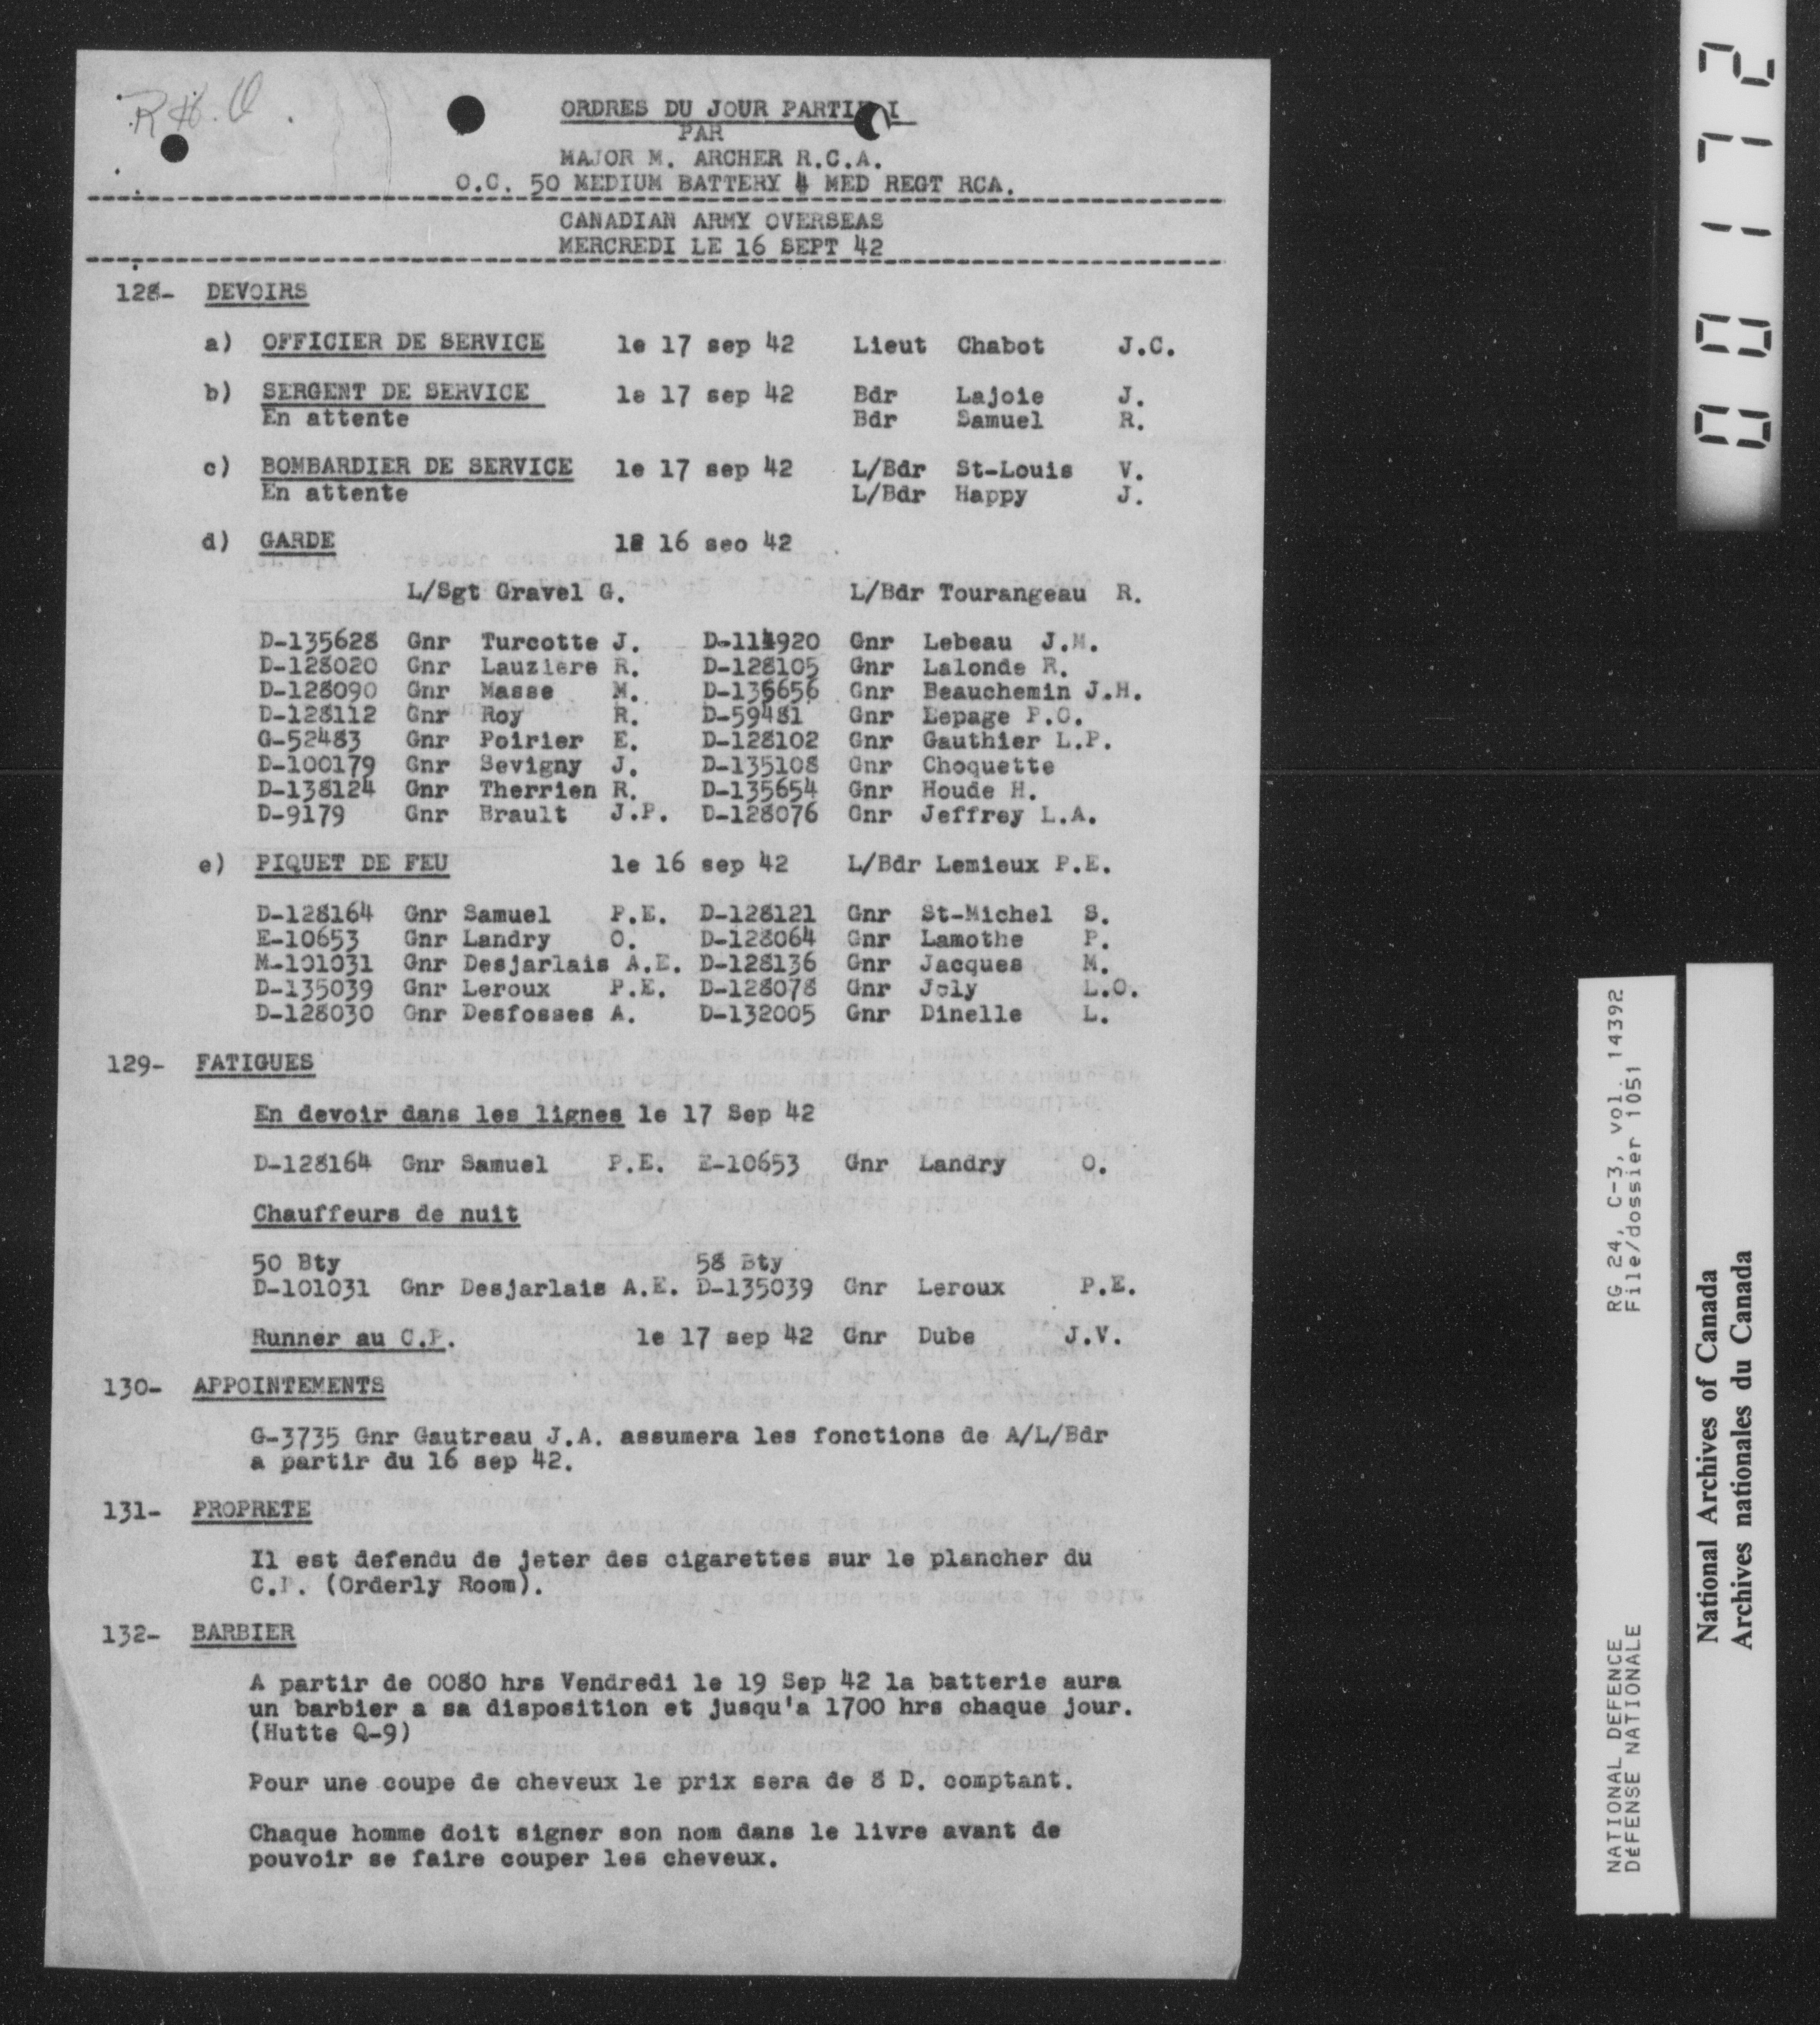 R.H.Q.
ORDRES DU JOUR PARTIE I
PAR
MAJOR M. ARCHER R.C.A.
O.C. 50 MEDIUM BATTERY 4 MED REGT RCA.
CANADIAN ARMY OVERSEAS
MERCREDI LE 16 SEPT 42
128- DEVOIRS
a) OFFICIER DE SERVICE le 17 sep 42 Lieut Chabot J.C.
b) SERGENT DE SERVICE le 17 sep 42 Bdr Lajoie J.
En attente Bdr Samuel R.
c) BOMBARDIER DE SERVICE le 17 sep 42 L/Bdr St-Louis V.
En attente L/Bdr Happy J.
d) GARDE le 16 seo 42
L/Sgt Gravel G. L/Bdr Tourangeau R.
D-135628 Gnr Turcotte J. D-114920 Gnr Lebeau J.M.
D-128020 Gnr Lauziere R. D-128105 Gnr Lalonde R.
D-128090 Gnr Masse M. D-136656 Gnr Beauchemin J.H.
D-128112 Gnr Roy R. D-59481 Gnr Lepage P.O.
G-52483 Gnr Poirier E. D-128102 Gnr Gauthier L.P.
D-100179 Gnr Sevigny J. D-135108 Gnr Choquette
D-138124 Gnr Therrien R. D-135654 Gnr Houde H.
D-9179 Gnr Brault J.P. D-128076 Gnr Jeffrey L.A.
e) PIQUET DE FEU le 16 sep 42 L/Bdr Lemieux P.E.
D-128164 Gnr Samuel P.E. D-128121 Gnr St-Michel S.
E-10653 Gnr Landry O. D-128064 Gnr Lamothe P.
M-101031 Gnr Desjarlais A.E. D-128136 Gnr Jacques M.
D-135039 Gnr Leroux P.E. D-128078 Gnr Joly L.O.
D-128030 Gnr Desfosses A. D-132005 Gnr Dinelle L.
129- FATIGUES
En devoir dans les lignes le 17 Sep 42
D-128164 Gnr Samuel P.E. E-10653 Gnr Landry O.
Chauffeurs de nuit
50 Bty 58 Bty
D-101031 Gnr Desjarlais A.E. D-135039 Gnr Leroux P.E.
Runner au C.P. le 17 sep 42 Gnr Dube J.V.
130- APPOINTEMENTS
G-3735 Gnr Gautreau J.A. assumera les fonctions de A/L/Bdr
a partir du 16 sep 42.
131- PROPRETE
Il est defendu de jeter des cigarettes sur le plancher du
C.P. (Orderly Room).
132- BARBIER
A partir de 0080 hrs Vendredi le 19 Sep 42 la batterie aura
un barbier a sa disposition et jusqu'a 1700 hrs chaque jour.
(Hutte Q-9)
Pour une coupe de cheveux le prix sera de 8 D. comptant.
Chaque homme doit signer son nom dans le livre avant de
pouvoir se faire couper les cheveux.
00172
NATIONAL DEFENCE RG 24, C-3, vol. 14392
DEFENSE NATIONALE File/dossier 1051
National Archives of Canada
Archives nationales du Canada